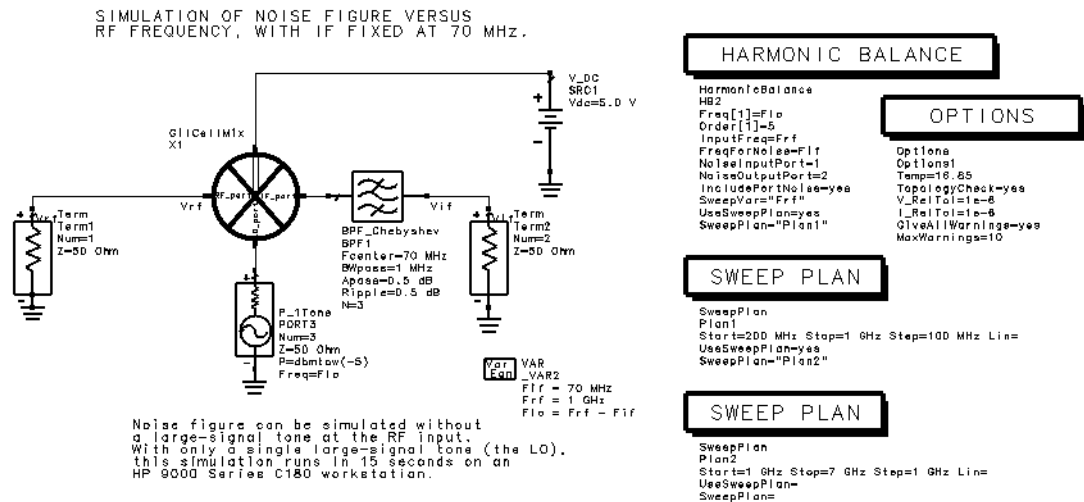 SIMULATION OF NOISE FIGURE VERSUS
RF FREQUENCY, WITH IF FIXED AT 70 MHz.
V_DC
SRC1
Vdc=5.0 V
GilCellMix
X1
RF_port
IF_port
Vrf
Vif
Term
Term1
Num=1
Z=50 Ohm
BPF_Chebyshev
BPF1
Fcenter=70 MHz
BWpass=1 MHz
Apass=0.5 dB
Ripple=0.5 dB
N=3
Term
Term2
Num=2
Z=50 Ohm
P_1Tone
PORT3
Num=3
Z=50 Ohm
P=dbmtow(-5)
Freq=Flo
Var
Eqn
VAR
_VAR2
Fif = 70 MHz
Frf = 1 GHz
Flo = Frf - Fif
Noise figure can be simulated without
a large-signal tone at the RF input.
With only a single large-signal tone (the LO),
this simulation runs in 15 seconds on an
HP 9000 Series C180 workstation.
HARMONIC BALANCE
HarmonicBalance
HB2
Freq[1]=Flo
Order[1]=5
InputFreq=Frf
FreqForNoise=Fif
NoiseInputPort=1
NoiseOutputPort=2
IncludePortNoise=yes
SweepVar="Frf"
UseSweepPlan=yes
SweepPlan="Plan1"
OPTIONS
Options
Options1
Temp=16.85
TopologyCheck=yes
V_RelTol=1e-6
I_RelTol=1e-6
GiveAllWarnings=yes
MaxWarnings=10
SWEEP PLAN
SweepPlan
Plan1
Start=200 MHz Stop=1 GHz Step=100 MHz Lin=
UseSweepPlan=yes
SweepPlan="Plan2"
SWEEP PLAN
SweepPlan
Plan2
Start=1 GHz Stop=7 GHz Step=1 GHz Lin=
UseSweepPlan=
SweepPlan=